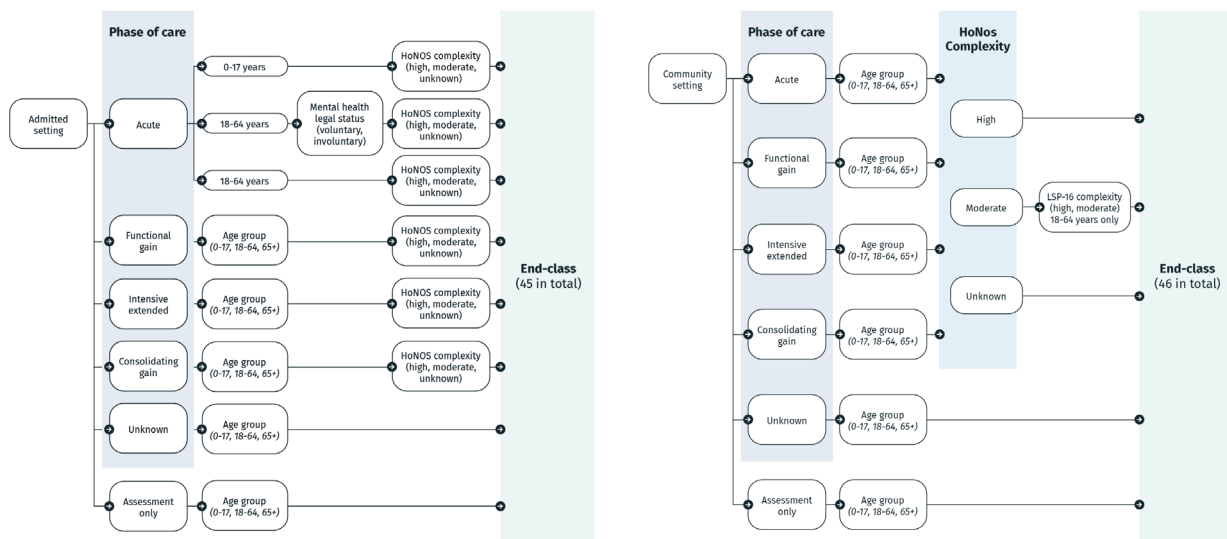 Phase of care
0-17 years
HoNOS complexity
(high, moderate,
unknown)
Admitted
setting
Acute
18-64 years
Mental health
legal status
(voluntary,
involuntary)
HoNOS complexity
(high, moderate,
unknown)
18-64 years
HoNOS complexity
(high, moderate,
unknown)
Functional
gain
Age group
(0-17, 18-64, 65+)
HoNOS complexity
(high, moderate,
unknown)
Intensive
extended
Age group
(0-17, 18-64, 65+)
HoNOS complexity
(high, moderate,
unknown)
Consolidating
gain
Age group
(0-17, 18-64, 65+)
HoNOS complexity
(high, moderate,
unknown)
Unknown
Age group
(0-17, 18-64, 65+)
Assessment
only
Age group
(0-17, 18-64, 65+)
End-class
(45 in total)
Phase of care
HoNos
Complexity
Community
setting
Acute
Age group
(0-17, 18-64, 65+)
High
Functional
gain
Age group
(0-17, 18-64, 65+)
Moderate
LSP-16 complexity
(high, moderate)
18-64 years only
Intensive
extended
Age group
(0-17, 18-64, 65+)
Unknown
Consolidating
gain
Age group
(0-17, 18-64, 65+)
Unknown
Age group
(0-17, 18-64, 65+)
Assessment
only
Age group
(0-17, 18-64, 65+)
End-class
(46 in total)